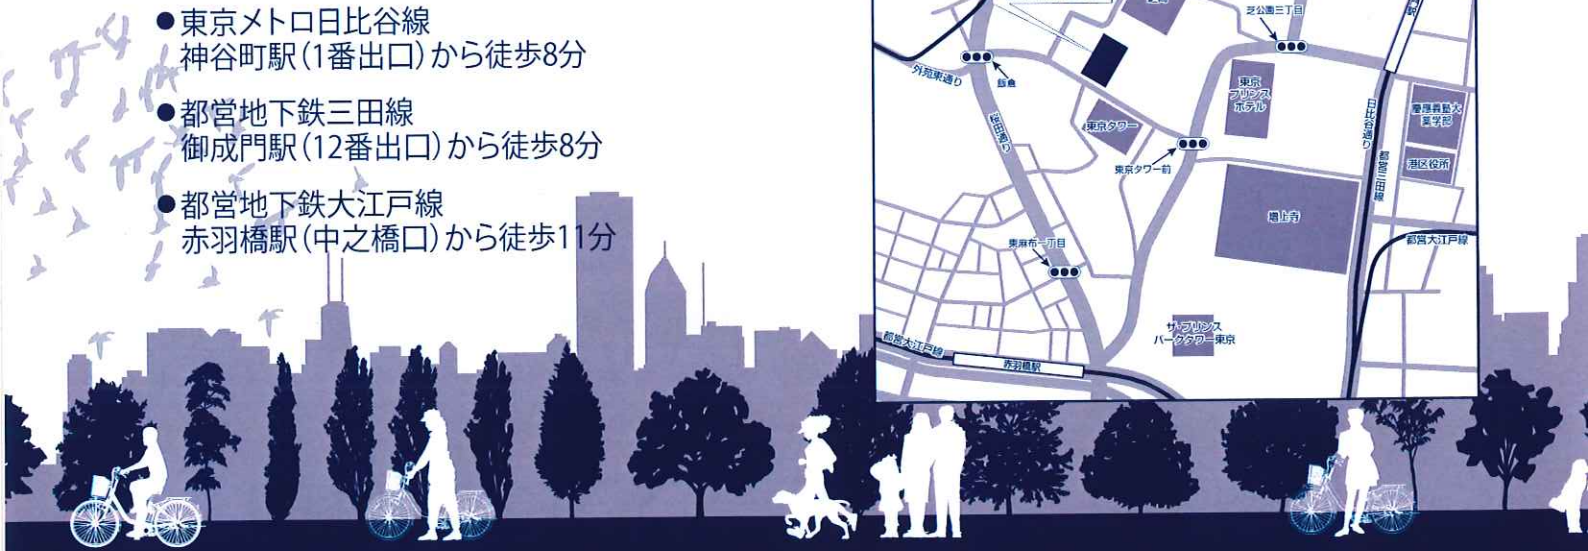 ●東京メトロ日比谷線
神谷町駅（1番出口）から徒歩8分
●都営地下鉄三田線
御成門駅（12番出口）から徒歩8分
●都営地下鉄大江戸線
赤羽橋駅（中之橋口）から徒歩11分
芝公園三丁目
外苑東通り
飯倉
東京
プリンス
ホテル
桜田通り
東京タワー
日比谷通り
慶應義塾大
薬学部
東京タワー前
都営三田線
港区役所
増上寺
東麻布一丁目
都営大江戸線
ザ・プリンス
パークタワー東京
都営大江戸線
赤羽橋駅